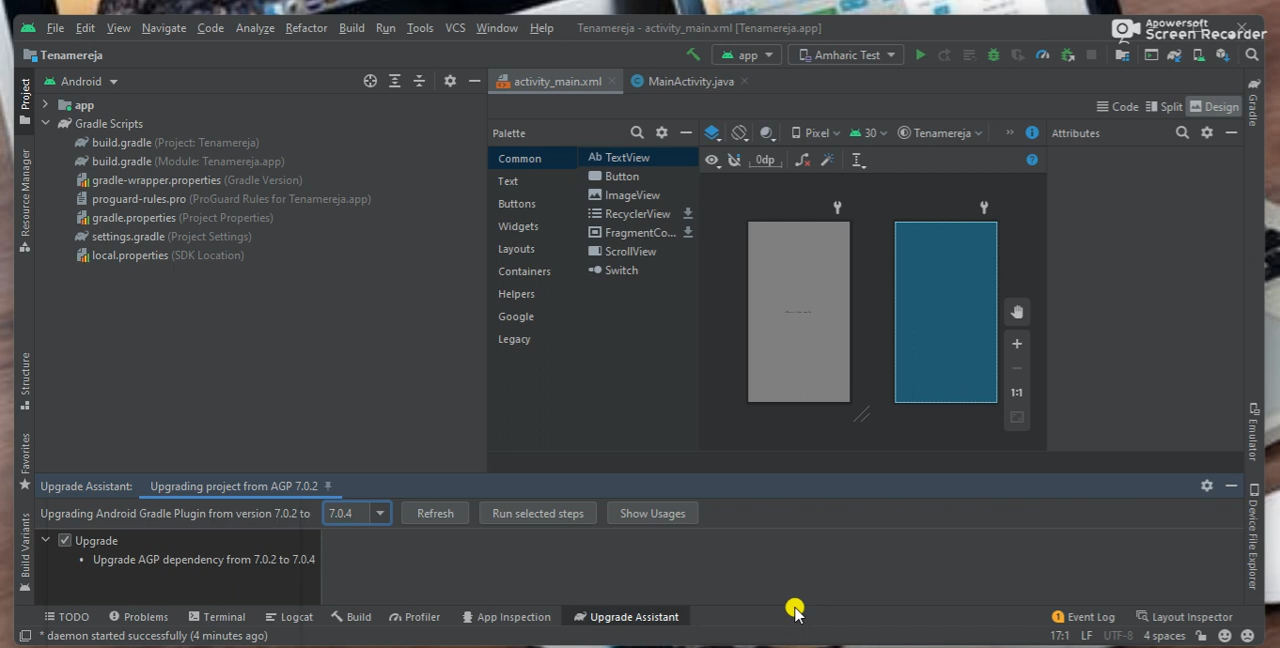 File Edit View Navigate Code Analyze Refactor Build Run Tools VCS Window Help Tenamereja - activity_main.xml [Tenamereja.app]
Apowersoft
Screen Recorder
Tenamereja
app
Amharic Test
Android
activity_main.xml
MainActivity.java
Project
Resource Manager
Structure
Favorites
Build Variants
app
Gradle Scripts
build.gradle (Project: Tenamereja)
build.gradle (Module: Tenamereja.app)
gradle-wrapper.properties (Gradle Version)
proguard-rules.pro (ProGuard Rules for Tenamereja.app)
gradle.properties (Project Properties)
settings.gradle (Project Settings)
local.properties (SDK Location)
Code Split Design
Palette
Common
Text
Buttons
Widgets
Layouts
Containers
Helpers
Google
Legacy
Ab TextView
Button
ImageView
RecyclerView
FragmentCo...
ScrollView
Switch
Pixel 30 Tenamereja »
0dp
1:1
Attributes
Gradle
Emulator
Device File Explorer
Upgrade Assistant: Upgrading project from AGP 7.0.2
Upgrading Android Gradle Plugin from version 7.0.2 to 7.0.4 Refresh Run selected steps Show Usages
Upgrade
• Upgrade AGP dependency from 7.0.2 to 7.0.4
TODO Problems Terminal Logcat Build Profiler App Inspection Upgrade Assistant 1 Event Log Layout Inspector
* daemon started successfully (4 minutes ago) 17:1 LF UTF-8 4 spaces